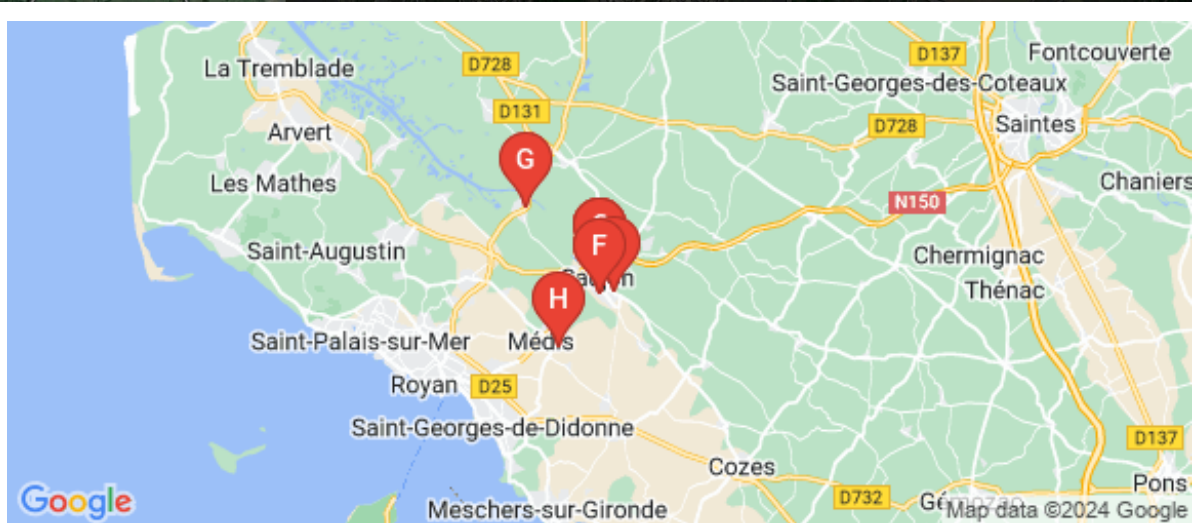 Fontcouverte
D137
D728
La Tremblade
Saint-Georges-des-Coteaux
D131
Saintes
D728
Arvert
G
Les Mathes
Chaniers
N150
F
Saint-Augustin
Chermignac
Thénac
H
Saint-Palais-sur-Mer
Médis
Royan
D25
Saint-Georges-de-Didonne
D137
Cozes
Pons
D732
Google
Meschers-sur-Gironde
Map data ©2024 Google